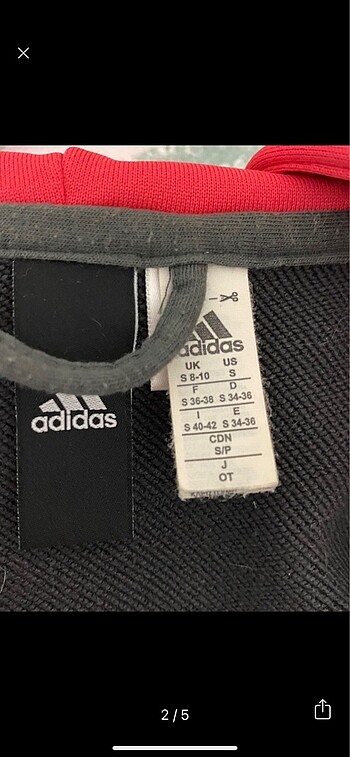 adidas
adidas
UK US
S 8-10 S
F D
S 36-38 S 34-36
I E
S 40-42 S 34-36
CDN
S/P
J
OT
2 / 5